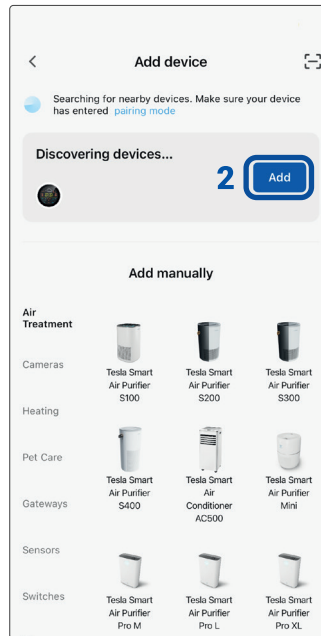 Add device
Searching for nearby devices. Make sure your device
has entered pairing mode
Discovering devices...
2
Add
Add manually
Air
Treatment
Cameras
Heating
Pet Care
Gateways
Sensors
Switches
Tesla Smart
Air Purifier
S100
Tesla Smart
Air Purifier
S200
Tesla Smart
Air Purifier
S300
Tesla Smart
Air Purifier
S400
Tesla Smart
Air
Conditioner
AC500
Tesla Smart
Air Purifier
Mini
Tesla Smart
Air Purifier
Pro M
Tesla Smart
Air Purifier
Pro L
Tesla Smart
Air Purifier
Pro XL